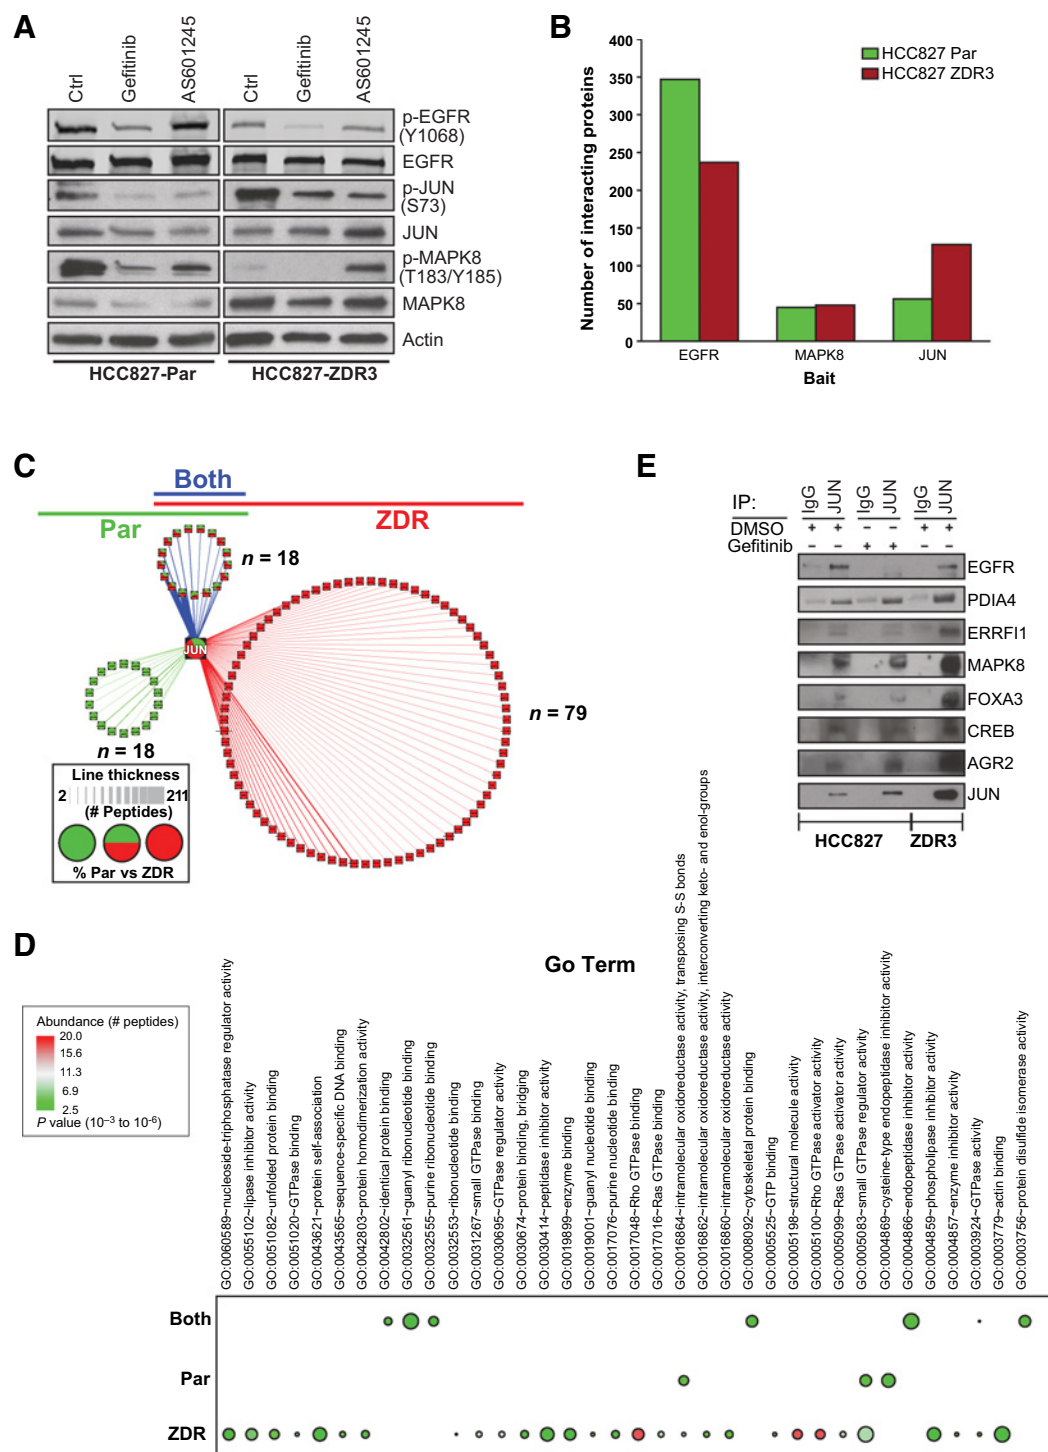 A
Ctrl
Gefitinib
AS601245
Ctrl
Gefitinib
AS601245
p-EGFR
(Y1068)
EGFR
p-JUN
(S73)
JUN
p-MAPK8
(T183/Y185)
MAPK8
Actin
HCC827-Par
HCC827-ZDR3
B
Number of interacting proteins
400
350
300
250
200
150
100
50
0
HCC827 Par
HCC827 ZDR3
EGFR
MAPK8
JUN
Bait
C
Both
ZDR
Par
n = 18
JUN
n = 79
n = 18
Line thickness
2
211
(# Peptides)
% Par vs ZDR
E
IP:
IgG
JUN
IgG
JUN
IgG
JUN
DMSO + + – – + +
Gefitinib – – + + – –
EGFR
PDIA4
ERRFI1
MAPK8
FOXA3
CREB
AGR2
JUN
HCC827
ZDR3
D
Go Term
Abundance (# peptides)
20.0
15.6
11.3
6.9
2.5
P value (10–3 to 10-6)
GO:0060589~nucleoside-triphosphatase regulator activity
GO:0055102~lipase inhibitor activity
GO:0051082~unfolded protein binding
GO:0051020~GTPase binding
GO:0043621~protein self-association
GO:0043565~sequence-specific DNA binding
GO:0042803~protein homodimerization activity
GO:0042802~identical protein binding
GO:0032561~guanyl ribonucleotide binding
GO:0032555~purine ribonucleotide binding
GO:0032553~ribonucleotide binding
GO:0031267~small GTPase binding
GO:0030695~GTPase regulator activity
GO:0030674~protein binding, bridging
GO:0030414~peptidase inhibitor activity
GO:0019899~enzyme binding
GO:0019001~guanyl nucleotide binding
GO:0017076~purine nucleotide binding
GO:0017048~Rho GTPase binding
GO:0017016~Ras GTPase binding
GO:0016864~intramolecular oxidoreductase activity, transposing S-S bonds
GO:0016862~intramolecular oxidoreductase activity, interconverting keto- and enol-groups
GO:0016860~intramolecular oxidoreductase activity
GO:0008092~cytoskeletal protein binding
GO:0005525~GTP binding
GO:0005198~structural molecule activity
GO:0005100~Rho GTPase activator activity
GO:0005099~Ras GTPase activator activity
GO:0005083~small GTPase regulator activity
GO:0004869~cysteine-type endopeptidase inhibitor activity
GO:0004866~endopeptidase inhibitor activity
GO:0004859~phospholipase inhibitor activity
GO:0004857~enzyme inhibitor activity
GO:0003924~GTPase activity
GO:0003779~actin binding
GO:0003756~protein disulfide isomerase activity
Both
Par
ZDR